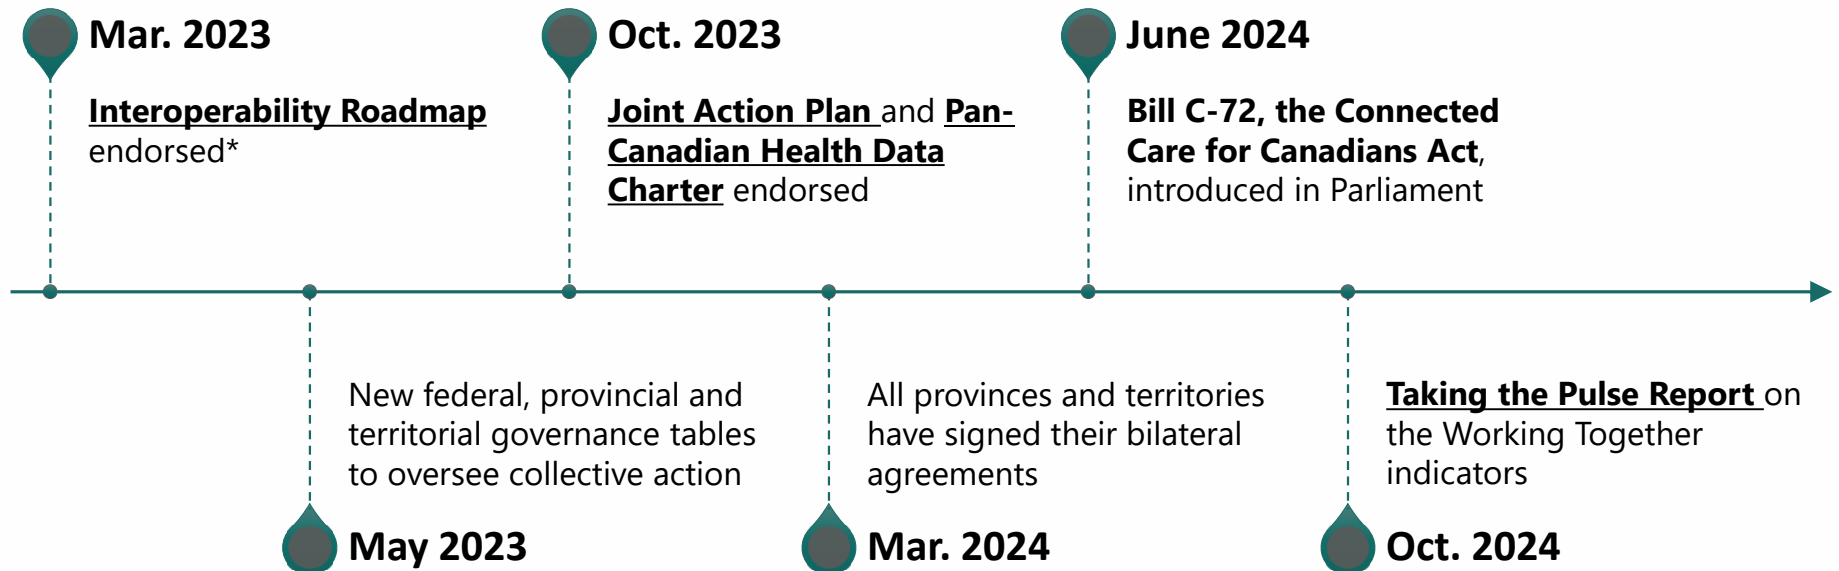 Mar. 2023
Interoperability Roadmap
endorsed*
Oct. 2023
Joint Action Plan and Pan-
Canadian Health Data
Charter endorsed
June 2024
Bill C-72, the Connected
Care for Canadians Act,
introduced in Parliament
New federal, provincial and
territorial governance tables
to oversee collective action
May 2023
All provinces and territories
have signed their bilateral
agreements
Mar. 2024
Taking the Pulse Report on
the Working Together
indicators
Oct. 2024